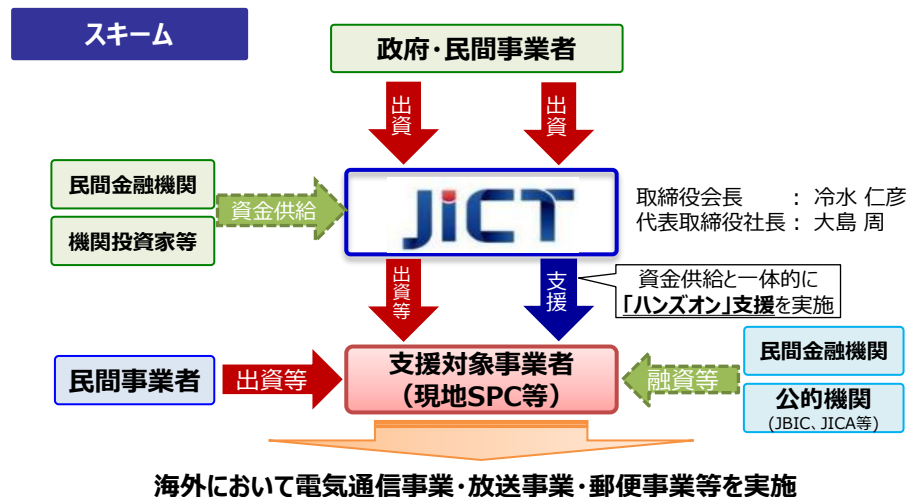 スキーム
政府・民間事業者
出資
出資
民間金融機関
機関投資家等
資金供給
JICT
取締役会長　　：冷水 仁彦
代表取締役社長：大島 周
出資等
支援
資金供給と一体的に
「ハンズオン」支援を実施
民間事業者
出資等
支援対象事業者
（現地SPC等）
融資等
民間金融機関
公的機関
(JBIC、JICA等)
海外において電気通信事業・放送事業・郵便事業等を実施